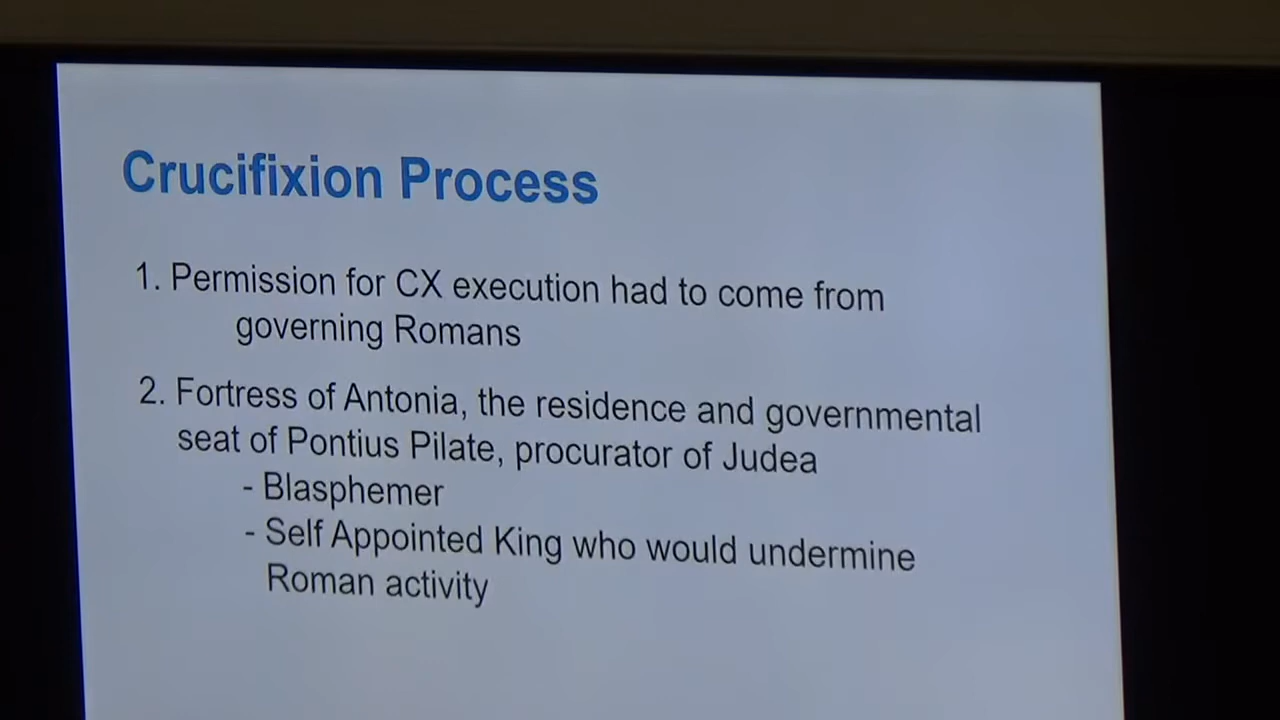 Crucifixion Process
1. Permission for CX execution had to come from
governing Romans
2. Fortress of Antonia, the residence and governmental
seat of Pontius Pilate, procurator of Judea
- Blasphemer
- Self Appointed King who would undermine
Roman activity